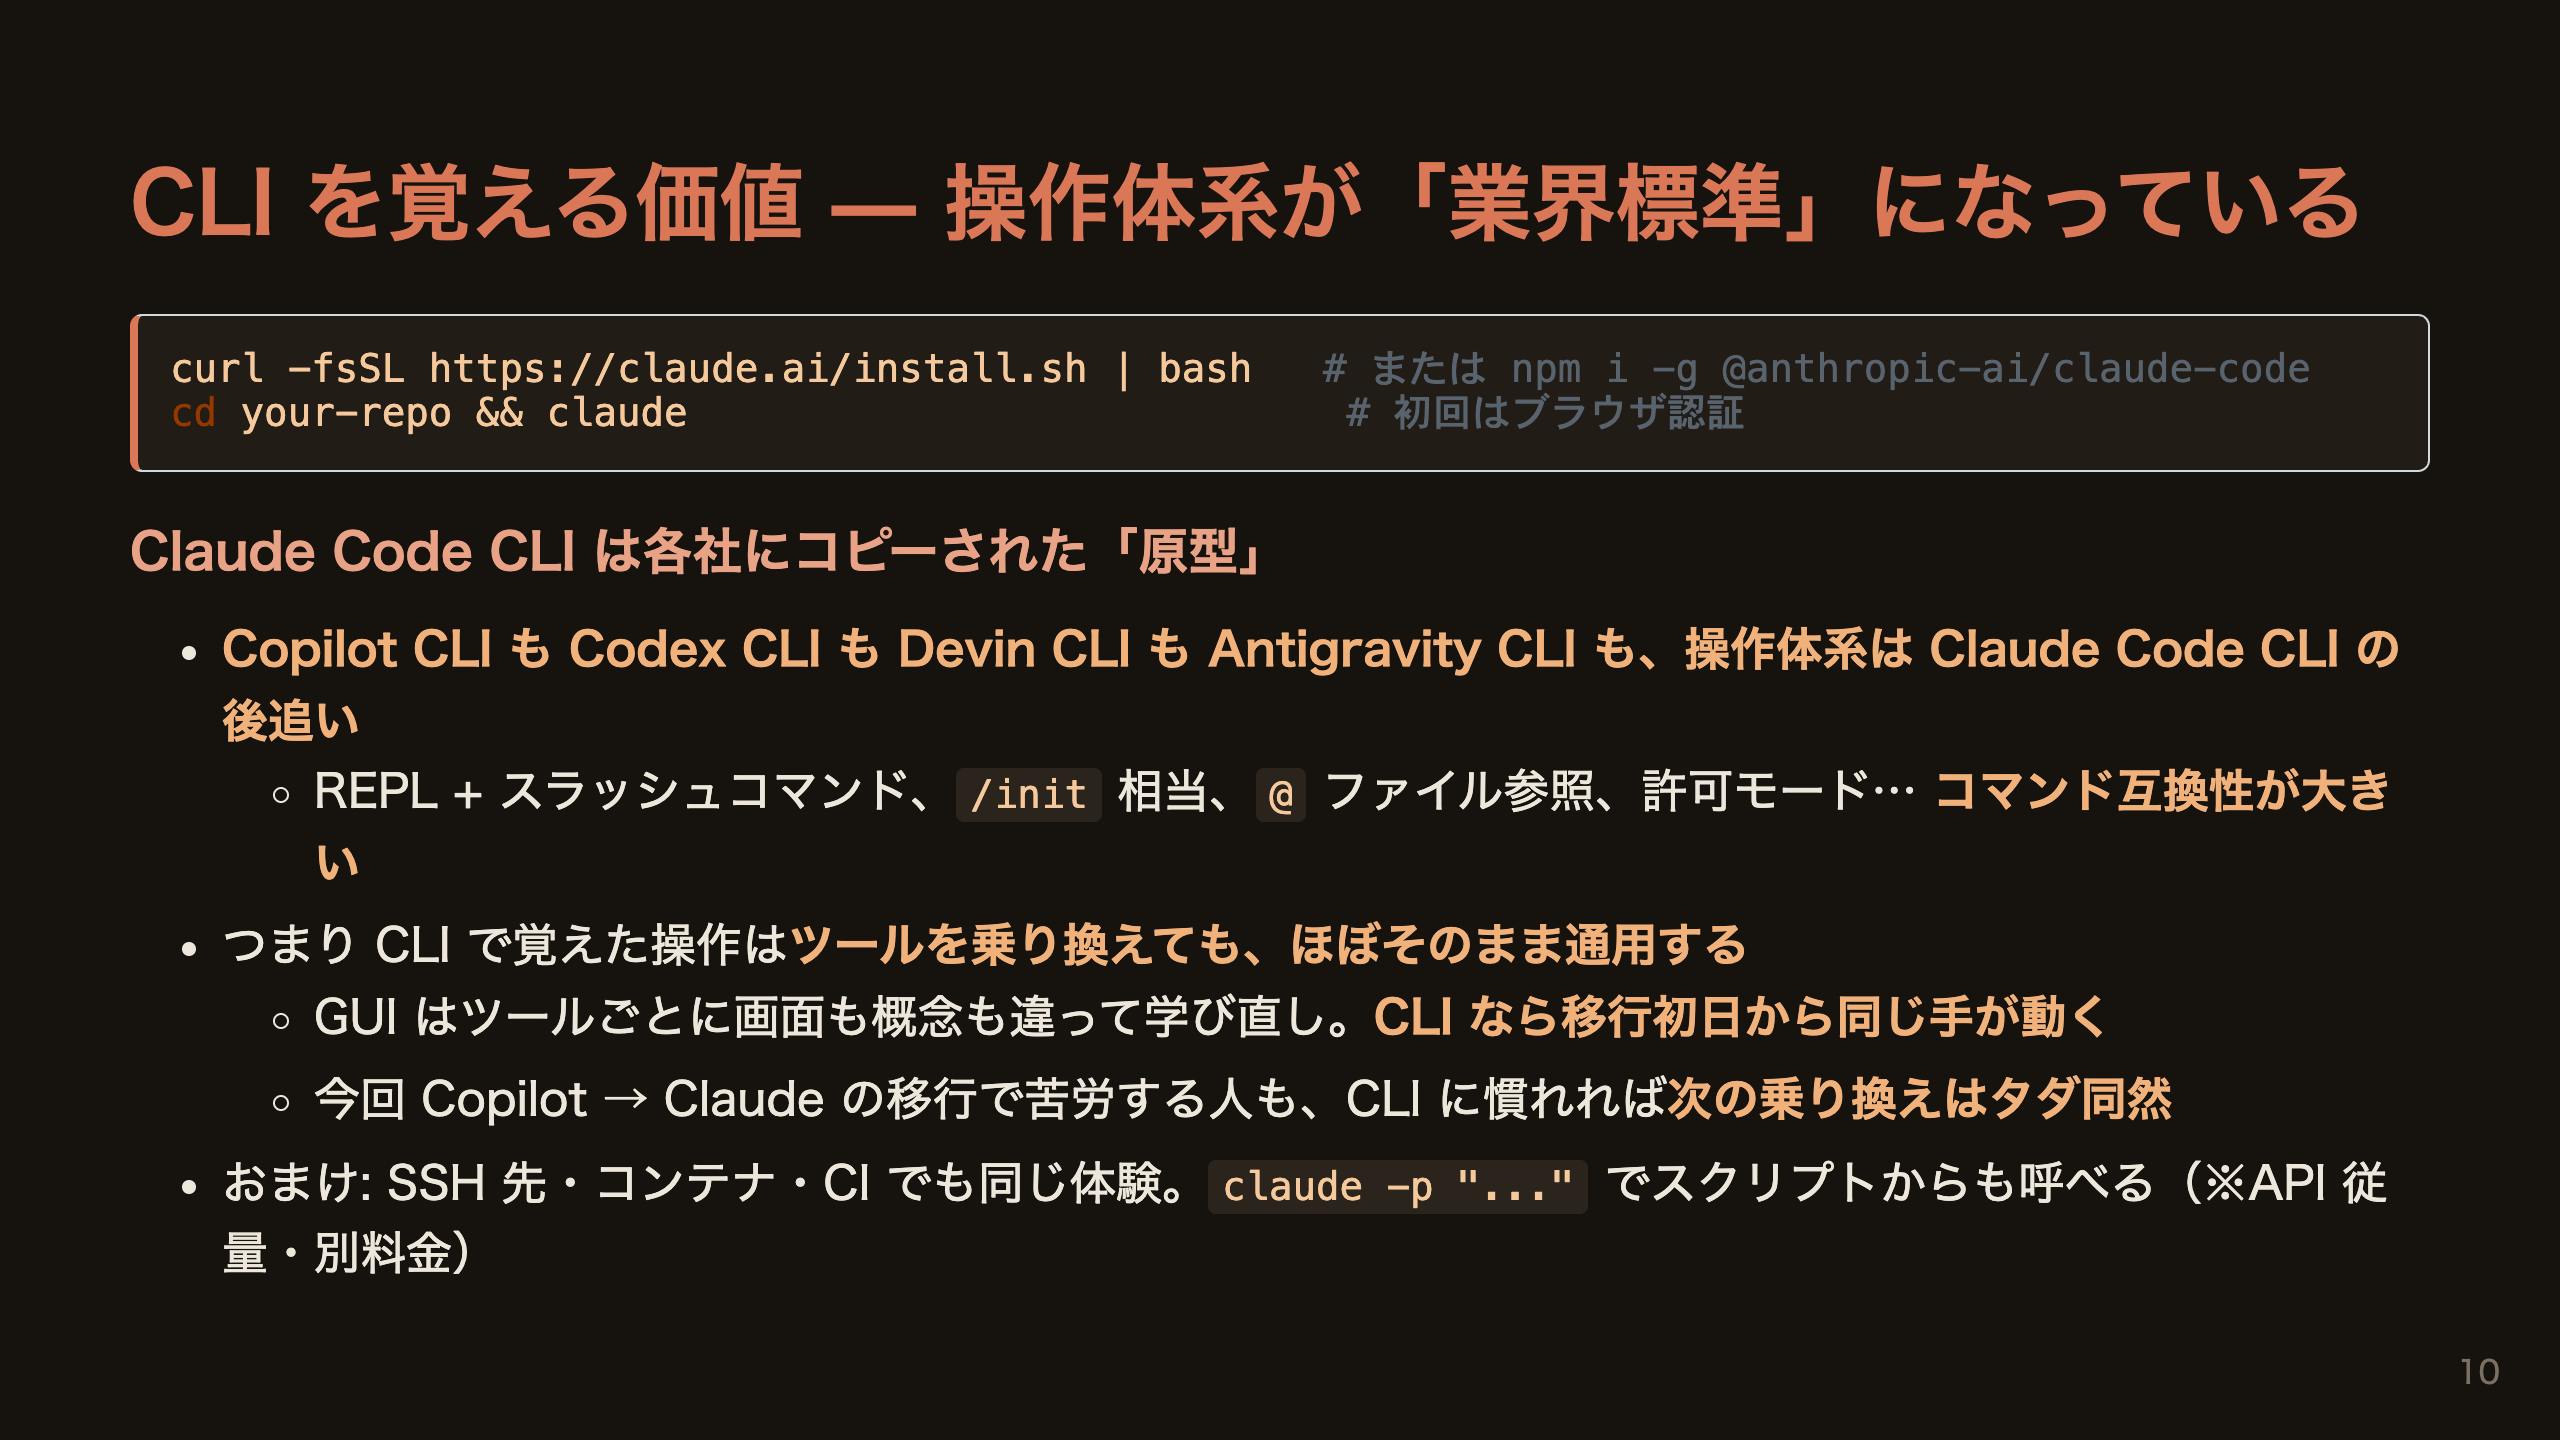 CLI を覚える価値 — 操作体系が「業界標準」になっている
curl -fsSL https://claude.ai/install.sh | bash   # または npm i -g @anthropic-ai/claude-code
cd your-repo && claude                            # 初回はブラウザ認証
Claude Code CLI は各社にコピーされた「原型」
• Copilot CLI も Codex CLI も Devin CLI も Antigravity CLI も、操作体系は Claude Code CLI の
後追い
◦ REPL + スラッシュコマンド、 /init 相当、 @ ファイル参照、許可モード… コマンド互換性が大き
い
• つまり CLI で覚えた操作はツールを乗り換えても、ほぼそのまま通用する
◦ GUI はツールごとに画面も概念も違って学び直し。CLI なら移行初日から同じ手が動く
◦ 今回 Copilot → Claude の移行で苦労する人も、CLI に慣れれば次の乗り換えはタダ同然
• おまけ: SSH 先・コンテナ・CI でも同じ体験。 claude -p "..." でスクリプトからも呼べる（※API 従
量・別料金）
10